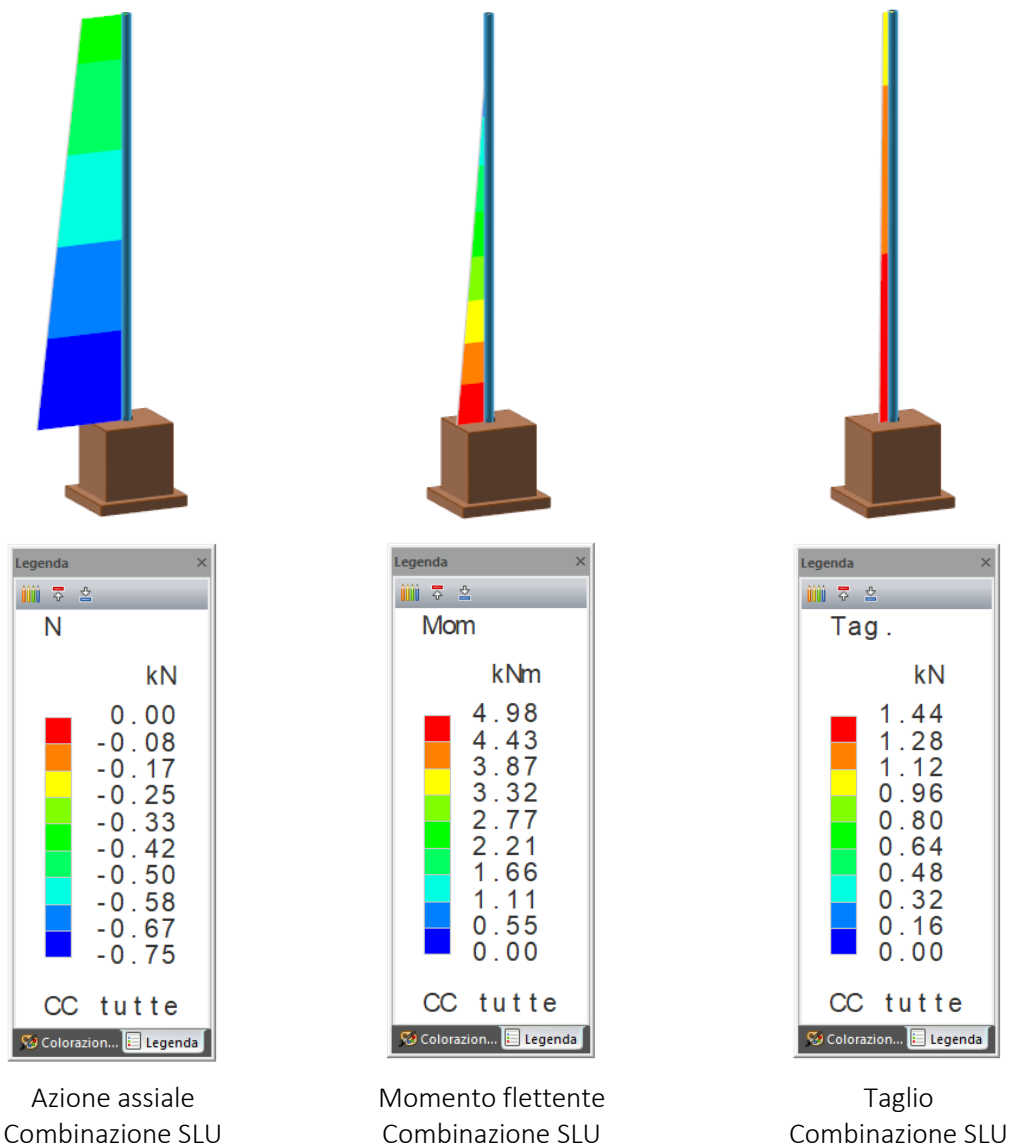 Legenda
N
kN
0.00
-0.08
-0.17
-0.25
-0.33
-0.42
-0.50
-0.58
-0.67
-0.75
CC tutte
Colorazion... Legenda
Azione assiale
Combinazione SLU
Legenda
Mom
kNm
4.98
4.43
3.87
3.32
2.77
2.21
1.66
1.11
0.55
0.00
CC tutte
Colorazion... Legenda
Momento flettente
Combinazione SLU
Legenda
Tag.
kN
1.44
1.28
1.12
0.96
0.80
0.64
0.48
0.32
0.16
0.00
CC tutte
Colorazion... Legenda
Taglio
Combinazione SLU